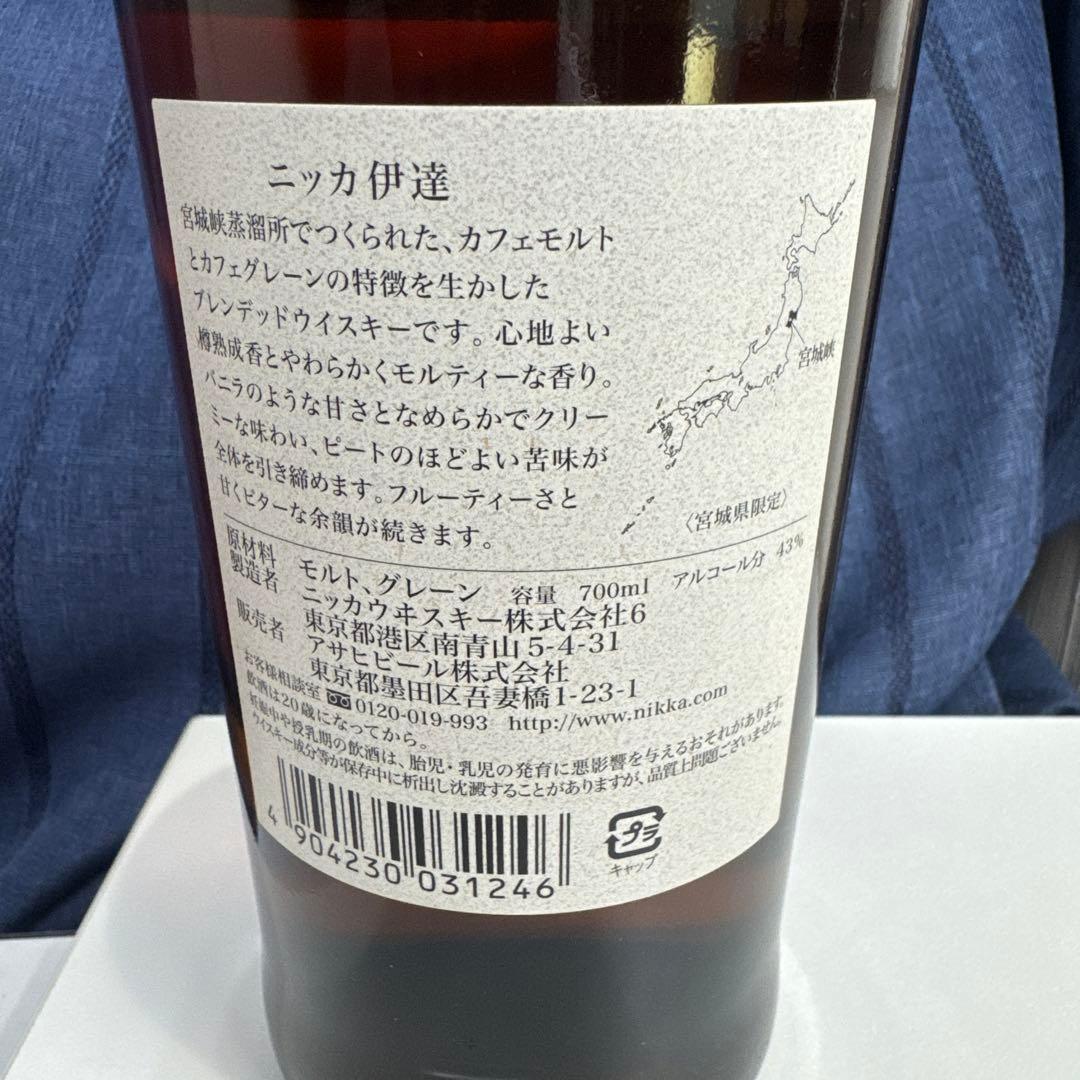 ニッカ伊達
宮城峡蒸溜所でつくられた、カフェモルト
とカフェグレーンの特徴を生かした
ブレンデッドウイスキーです。心地よい
樽熟成香とやわらかくモルティーな香り。
バニラのような甘さとなめらかでクリー
ミーな味わい、ピートのほどよい苦味が
全体を引き締めます。フルーティーさと
甘くビターな余韻が続きます。
宮城峡
〈宮城県限定〉
原材料 モルト、グレーン 容量 700ml アルコール分 43%
製造者 ニッカウヰスキー株式会社6
東京都港区南青山5-4-31
販売者 アサヒビール株式会社
東京都墨田区吾妻橋1-23-1
お客様相談室 0120-019-993 http://www.nikka.com
飲酒は20歳になってから。
妊娠中や授乳期の飲酒は、胎児・乳児の発育に悪影響を与えるおそれがあります。
ウイスキー成分等が保存中に析出し沈澱することがありますが、品質上問題ございません。
4 904230 031246
プラ
キャップ